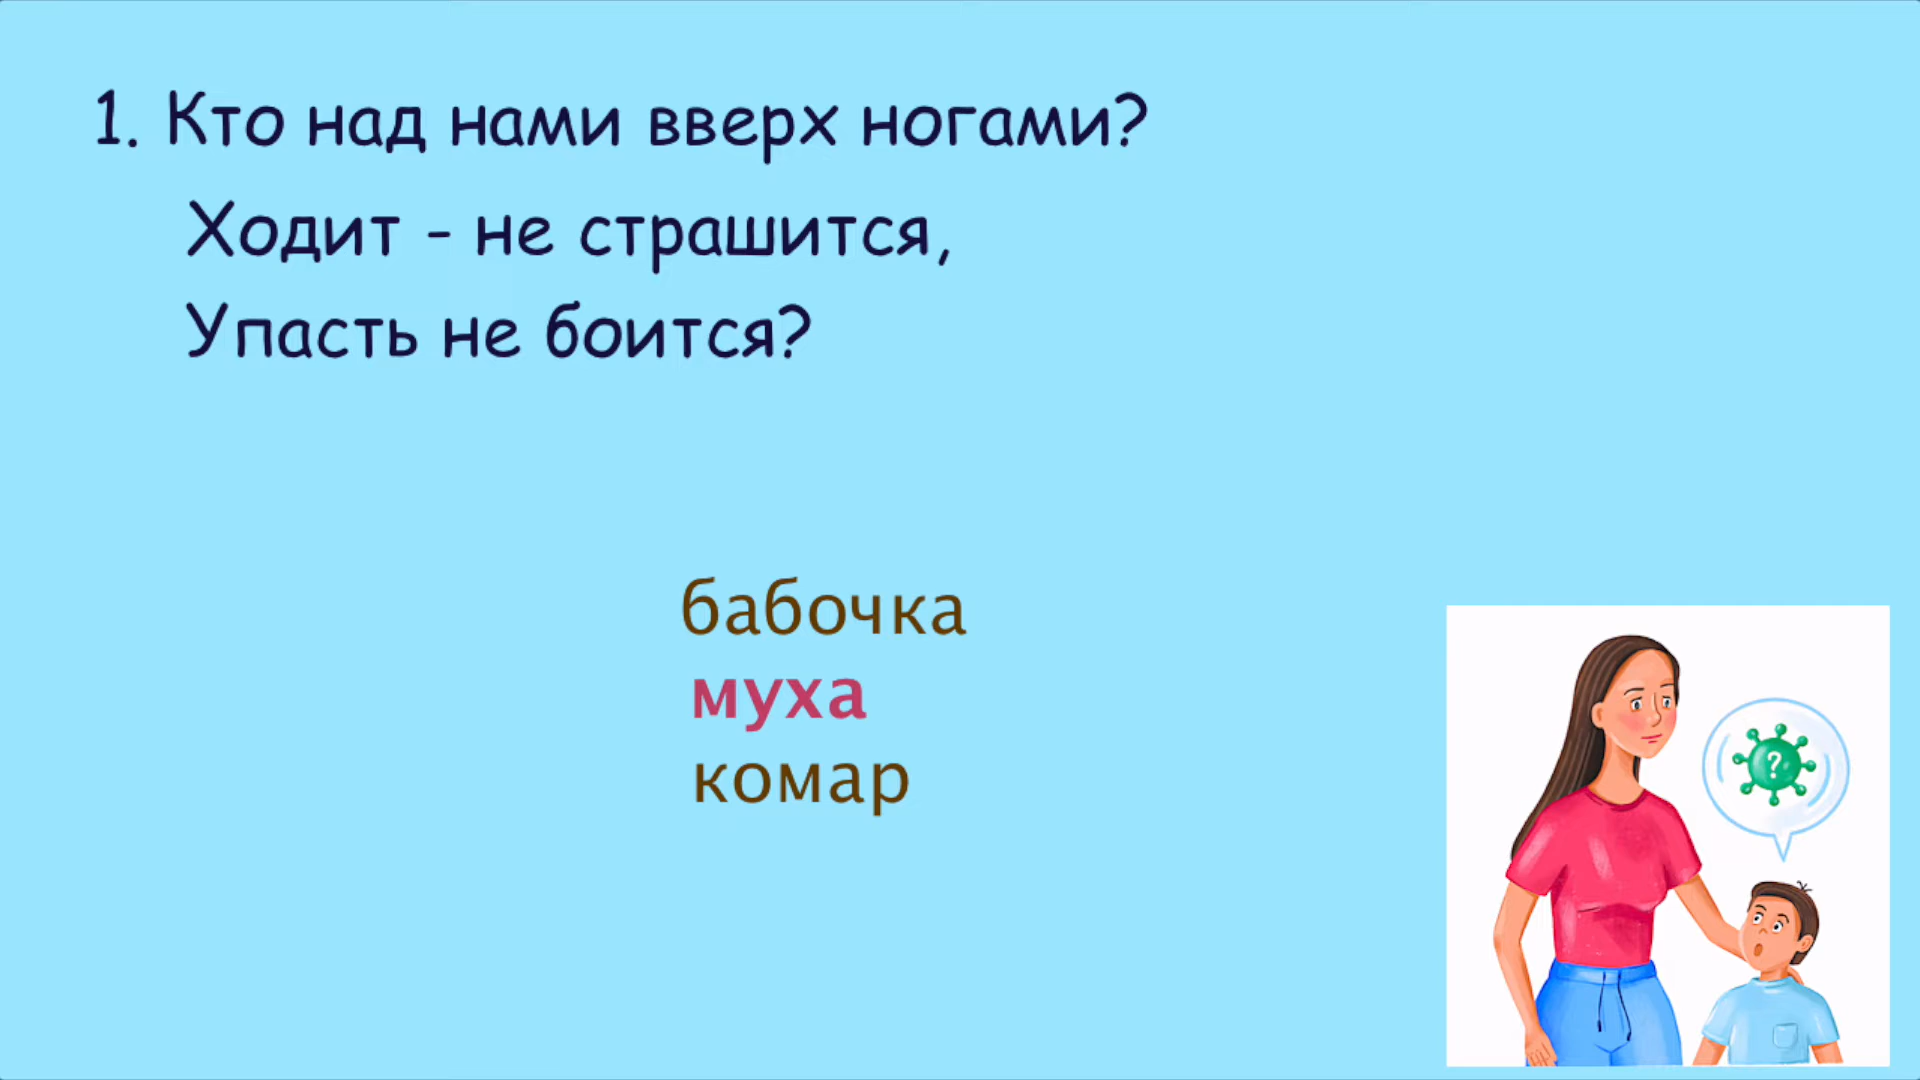 1. Кто над нами вверх ногами?
Ходит - не страшится,
Упасть не боится?
бабочка
муха
комар
?